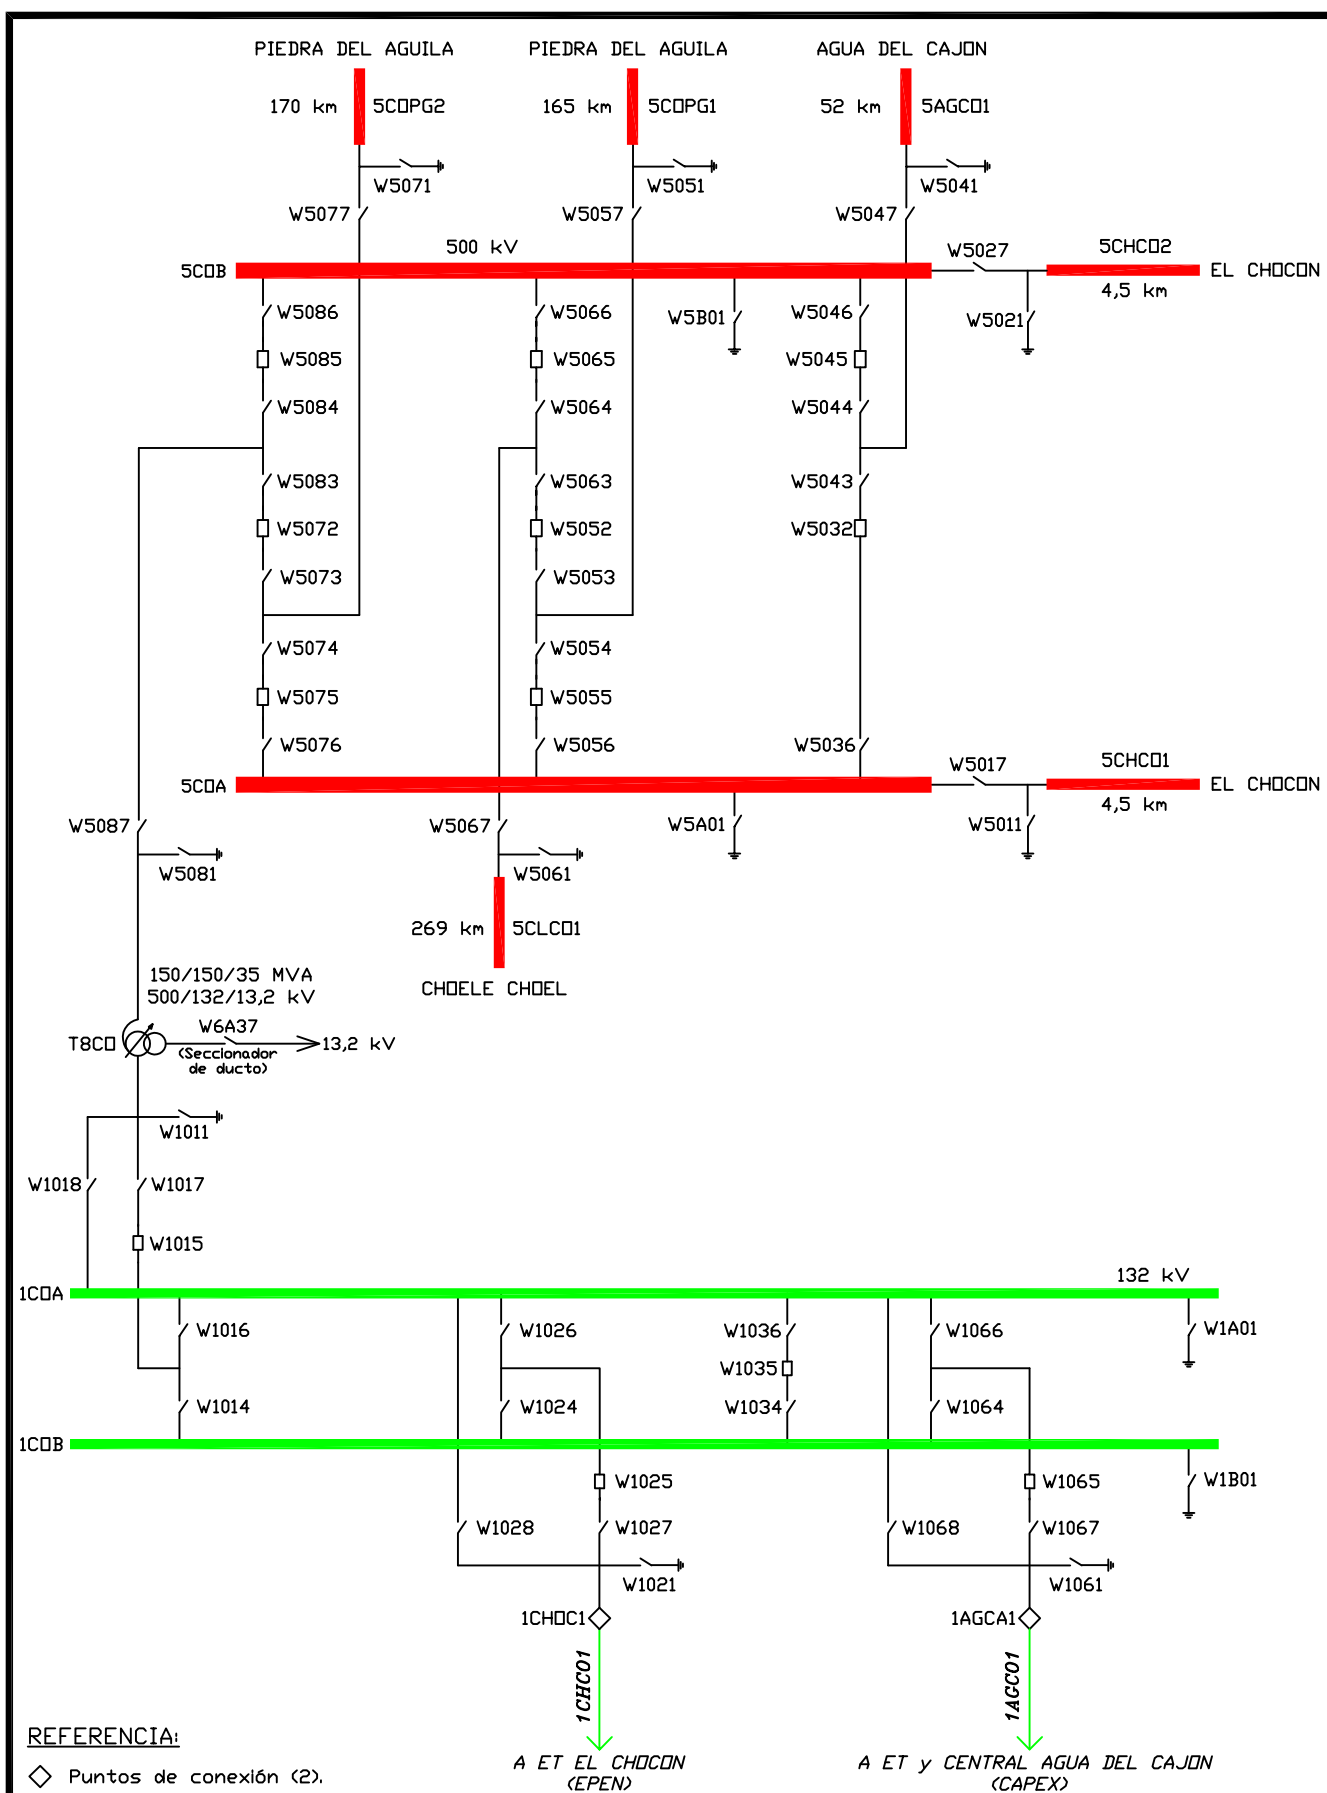 PIEDRA DEL AGUILA PIEDRA DEL AGUILA AGUA DEL CAJON
170 km 5COPG2 165 km 5COPG1 52 km 5AGCO1
W5071 W5051 W5041
W5077 W5057 W5047
500 kV W5027 5CHCO2
5COB EL CHOCON
4,5 km
W5086 W5066 W5B01 W5046 W5021
W5085 W5065 W5045
W5084 W5064 W5044
W5083 W5063 W5043
W5072 W5052 W5032
W5073 W5053
W5074 W5054
W5075 W5055
W5076 W5056 W5036
W5017 5CHCO1
5COA EL CHOCON
4,5 km
W5087 W5067 W5A01 W5011
W5081 W5061
269 km 5CLCO1
150/150/35 MVA
500/132/13,2 kV
CHOELE CHOEL
W6A37
T8CO 13,2 kV
(Seccionador
de ducto)
W1011
W1018 W1017
W1015
132 kV
1COA
W1016 W1026 W1036 W1066 W1A01
W1035
W1014 W1024 W1034 W1064
1COB
W1025 W1065 W1B01
W1028 W1027 W1068 W1067
W1021 W1061
1CHOC1 1AGCA1
1CHCO1 1AGCO1
REFERENCIA:
Puntos de conexión (2).
A ET EL CHOCON
(EPEN)
A ET y CENTRAL AGUA DEL CAJON
(CAPEX)